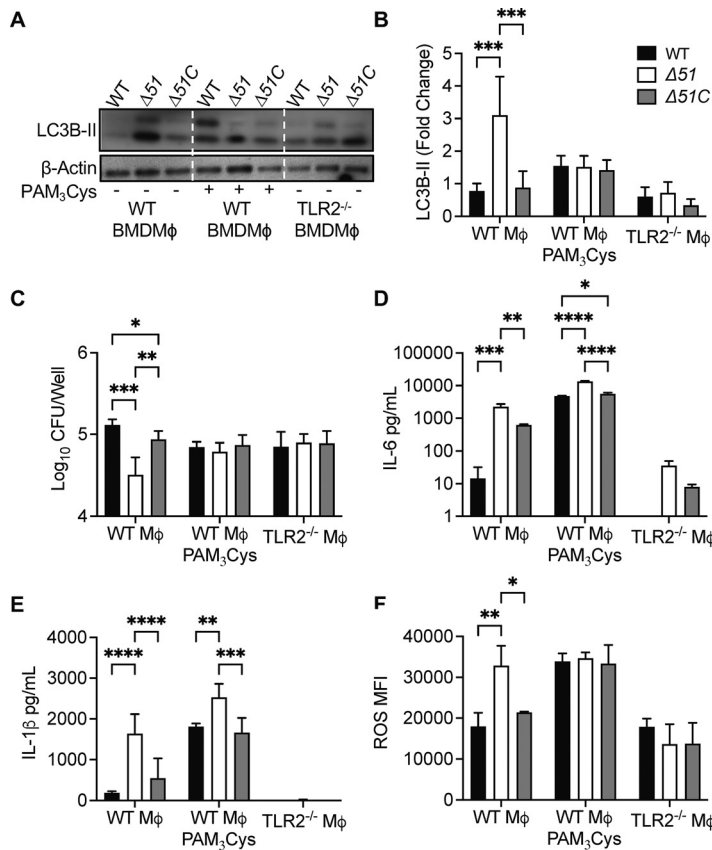 A
WT Δ51 Δ51C WT Δ51 Δ51C WT Δ51 Δ51C
LC3B-II
β-Actin
PAM₃Cys - - - + + + - - -
WT BMDMϕ WT BMDMϕ TLR2⁻/⁻ BMDMϕ
B
WT
Δ51
Δ51C
*** ***
LC3B-II (Fold Change)
5
4
3
2
1
0
WT Mϕ WT Mϕ TLR2⁻/⁻ Mϕ
PAM₃Cys
C
*
**
***
Log₁₀ CFU/Well
6
5
4
WT Mϕ WT Mϕ TLR2⁻/⁻ Mϕ
PAM₃Cys
D
*
** ****
*** ****
IL-6 pg/mL
100000
10000
1000
100
10
1
WT Mϕ WT Mϕ TLR2⁻/⁻ Mϕ
PAM₃Cys
E
**** **
**** ***
IL-1β pg/mL
4000
3000
2000
1000
0
WT Mϕ WT Mϕ TLR2⁻/⁻ Mϕ
PAM₃Cys
F
*
**
ROS MFI
50000
40000
30000
20000
10000
0
WT Mϕ WT Mϕ TLR2⁻/⁻ Mϕ
PAM₃Cys